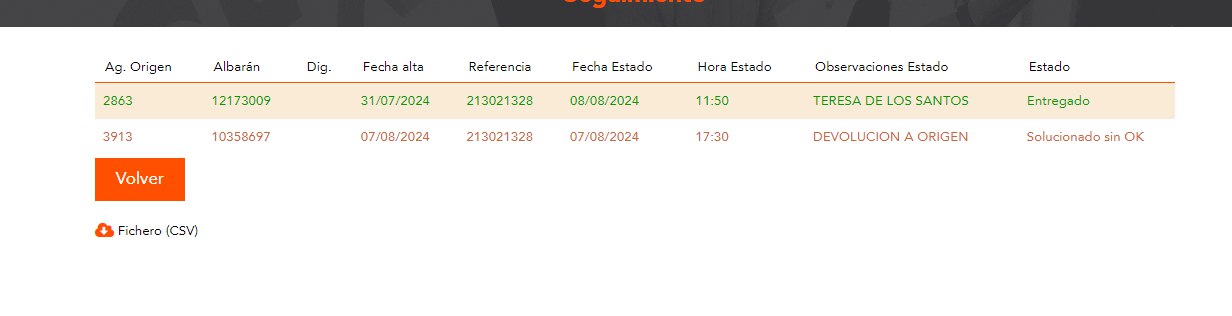 Seguimiento
Ag. Origen Albarán Dig. Fecha alta Referencia Fecha Estado Hora Estado Observaciones Estado Estado
2863 12173009 31/07/2024 213021328 08/08/2024 11:50 TERESA DE LOS SANTOS Entregado
3913 10358697 07/08/2024 213021328 07/08/2024 17:30 DEVOLUCION A ORIGEN Solucionado sin OK
Volver
Fichero (CSV)